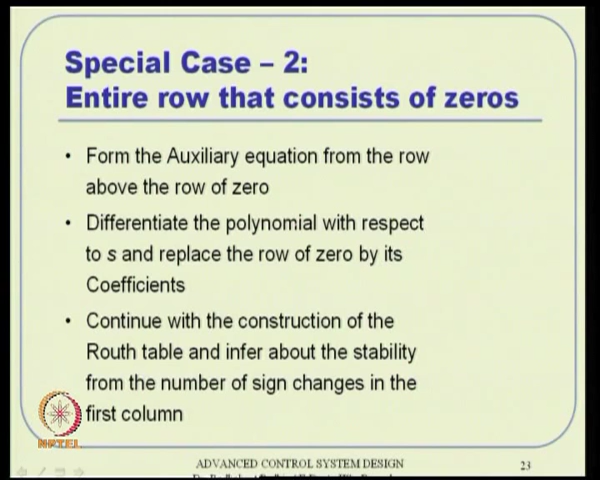 Special Case – 2:
Entire row that consists of zeros
• Form the Auxiliary equation from the row
above the row of zero
• Differentiate the polynomial with respect
to s and replace the row of zero by its
Coefficients
• Continue with the construction of the
Routh table and infer about the stability
from the number of sign changes in the
first column
NPTEL
ADVANCED CONTROL SYSTEM DESIGN
23